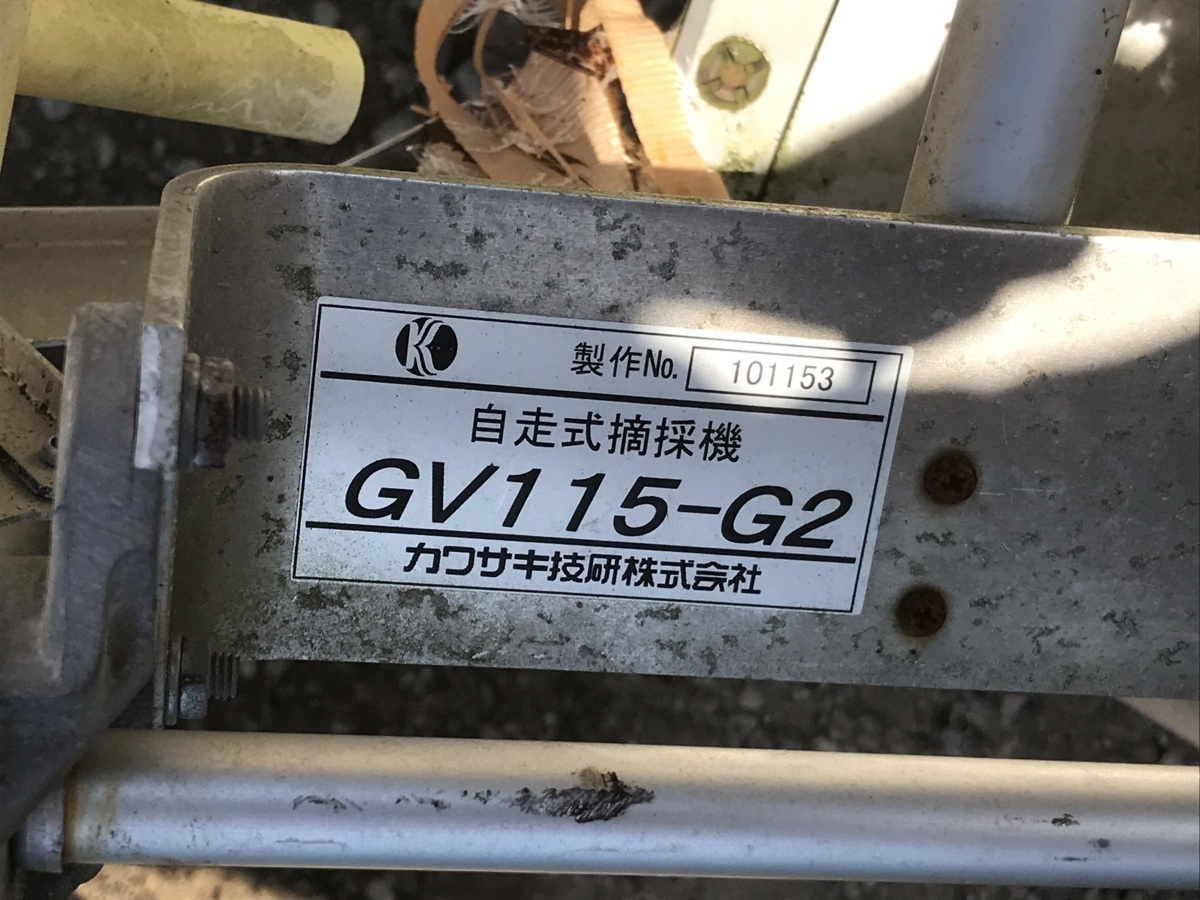 K
製作No. 101153
自走式摘採機
GV115-G2
カワサキ技研株式会社